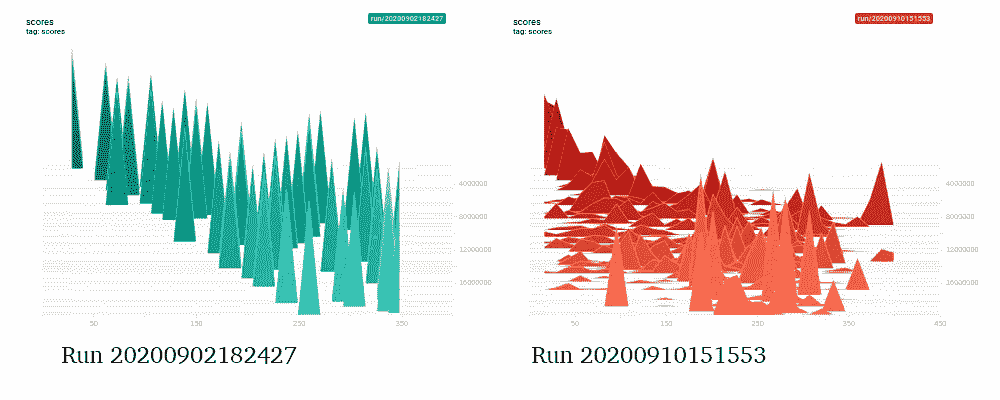 scores
tag: scores
run/20200902182427
4000000
8000000
12000000
16000000
50
150
250
350
Run 20200902182427
scores
tag: scores
run/20200910151553
4000000
8000000
12000000
16000000
50
150
250
350
450
Run 20200910151553